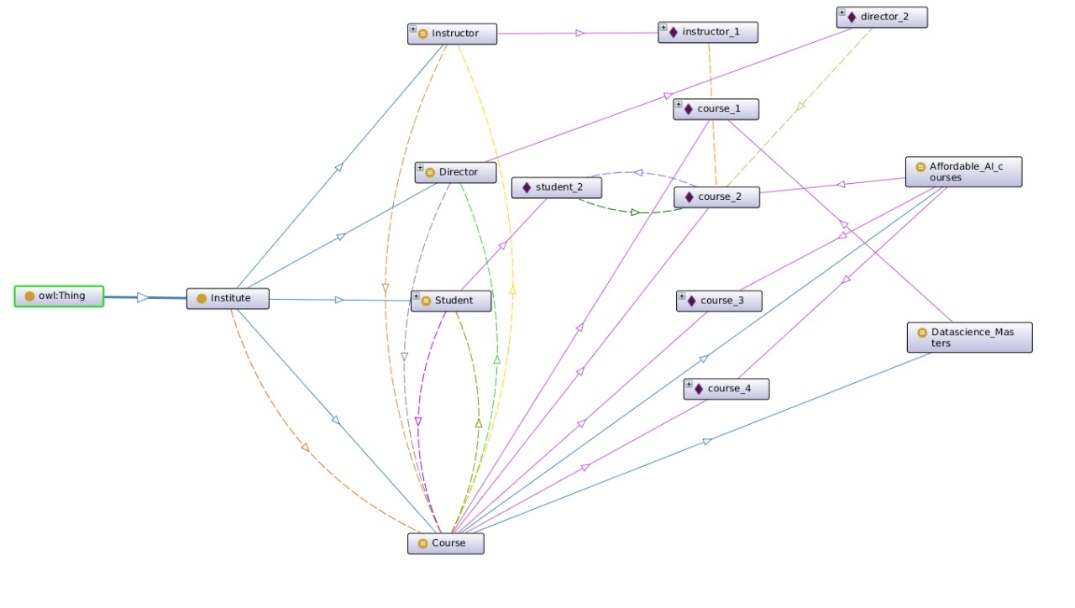 director_2
Instructor
instructor_1
course_1
Director
Affordable_AI_c
ourses
student_2
course_2
owl:Thing
Institute
Student
course_3
Datascience_Mas
ters
course_4
Course